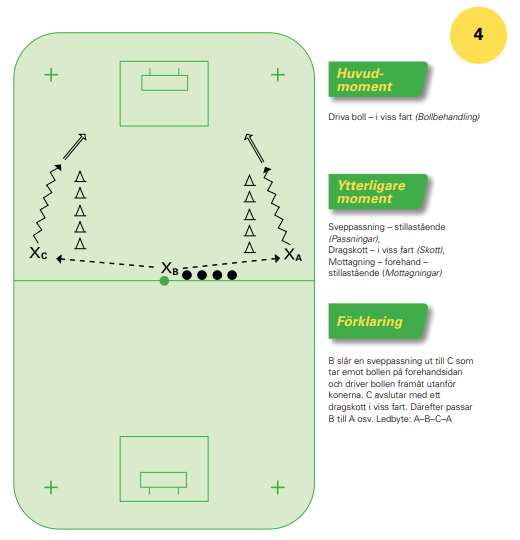 4
Huvud-
moment
Driva boll – i viss fart (Bollbehandling)
Ytterligare
moment
Sveppassning – stillastående
(Passningar),
Dragskott – i viss fart (Skott),
Mottagning – forehand –
stillastående (Mottagningar)
XC
XB
XA
Förklaring
B slår en sveppassning ut till C som
tar emot bollen på forehandsidan
och driver bollen framåt utanför
konerna. C avslutar med ett
dragskott i viss fart. Därefter passar
B till A osv. Ledbyte: A–B–C–A